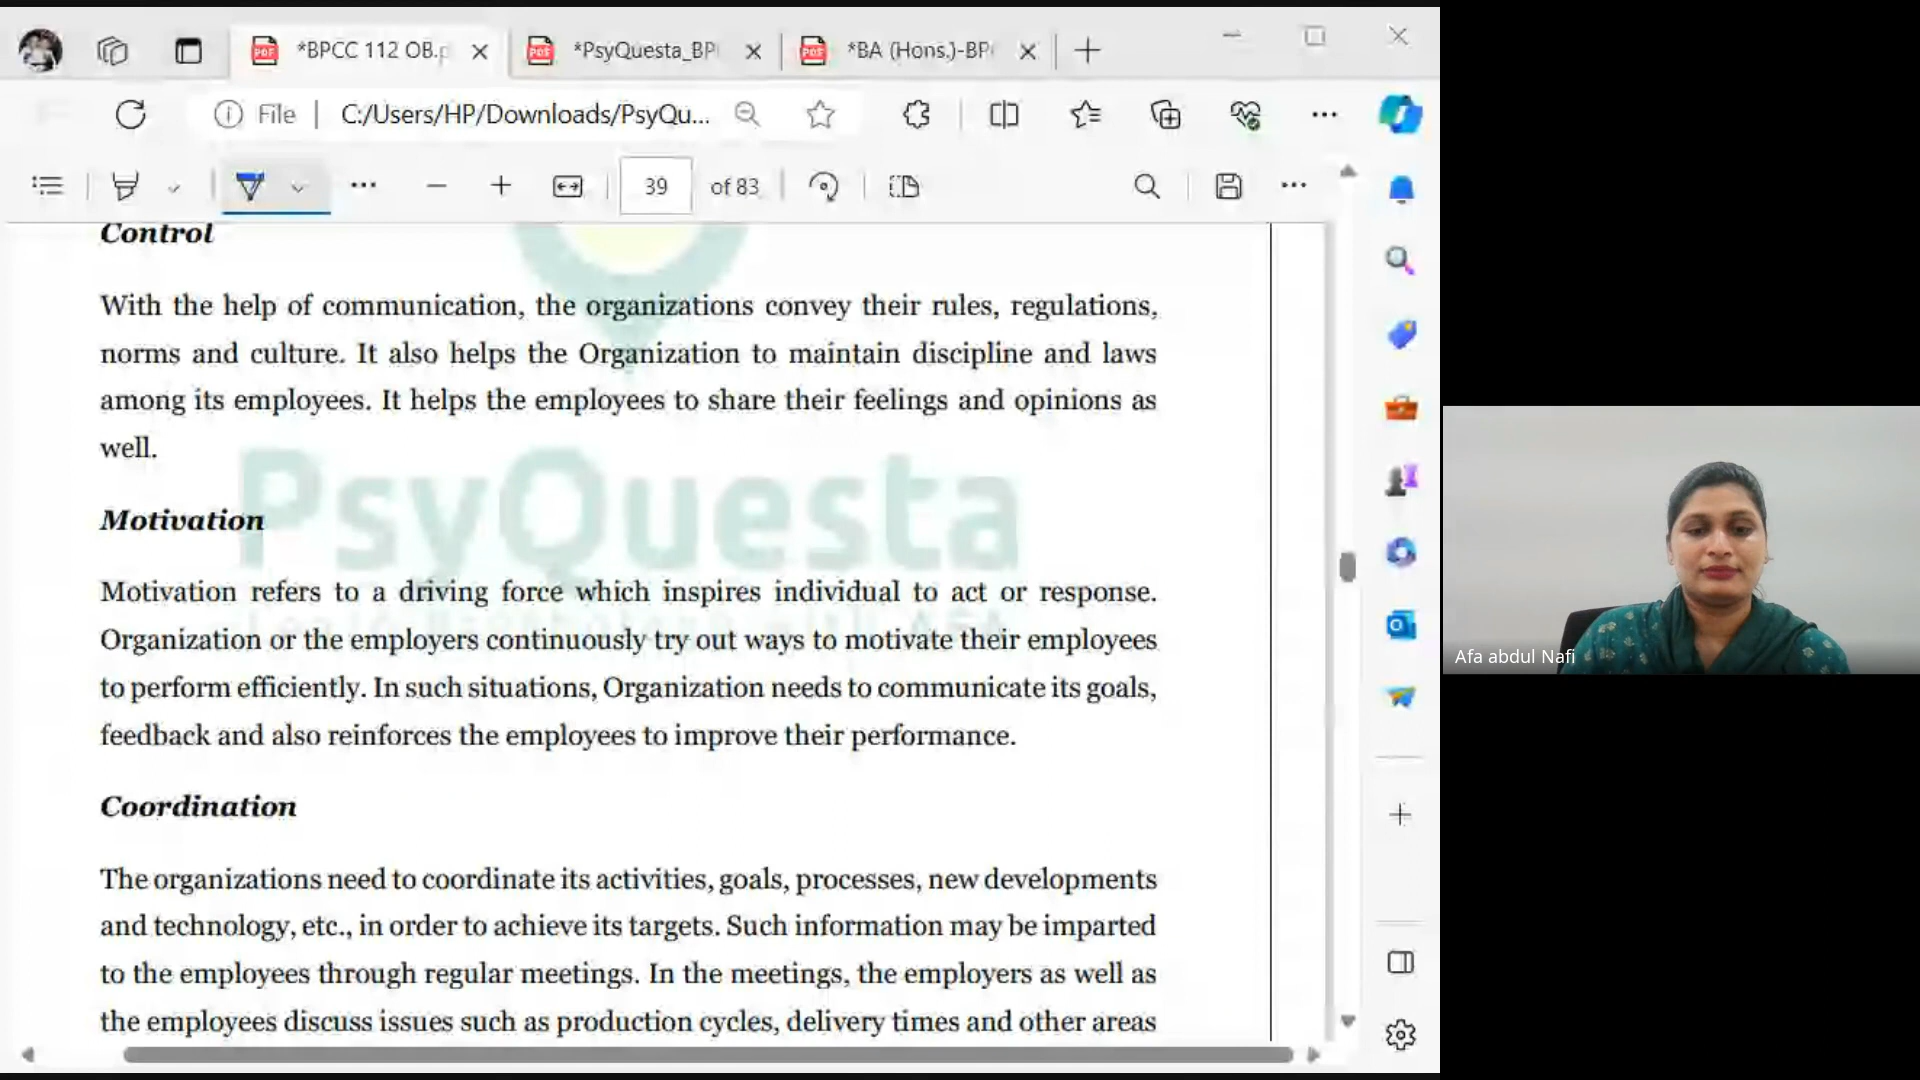 *BPCC 112 OB.p
*PsyQuesta_BP
*BA (Hons.)-BP
File
C:/Users/HP/Downloads/PsyQu...
39
of 83
Control
With the help of communication, the organizations convey their rules, regulations,
norms and culture. It also helps the Organization to maintain discipline and laws
among its employees. It helps the employees to share their feelings and opinions as
well.
PsyQuesta
Motivation
Motivation refers to a driving force which inspires individual to act or response.
Organization or the employers continuously try out ways to motivate their employees
to perform efficiently. In such situations, Organization needs to communicate its goals,
feedback and also reinforces the employees to improve their performance.
Coordination
The organizations need to coordinate its activities, goals, processes, new developments
and technology, etc., in order to achieve its targets. Such information may be imparted
to the employees through regular meetings. In the meetings, the employers as well as
the employees discuss issues such as production cycles, delivery times and other areas
Afa abdul Nafi